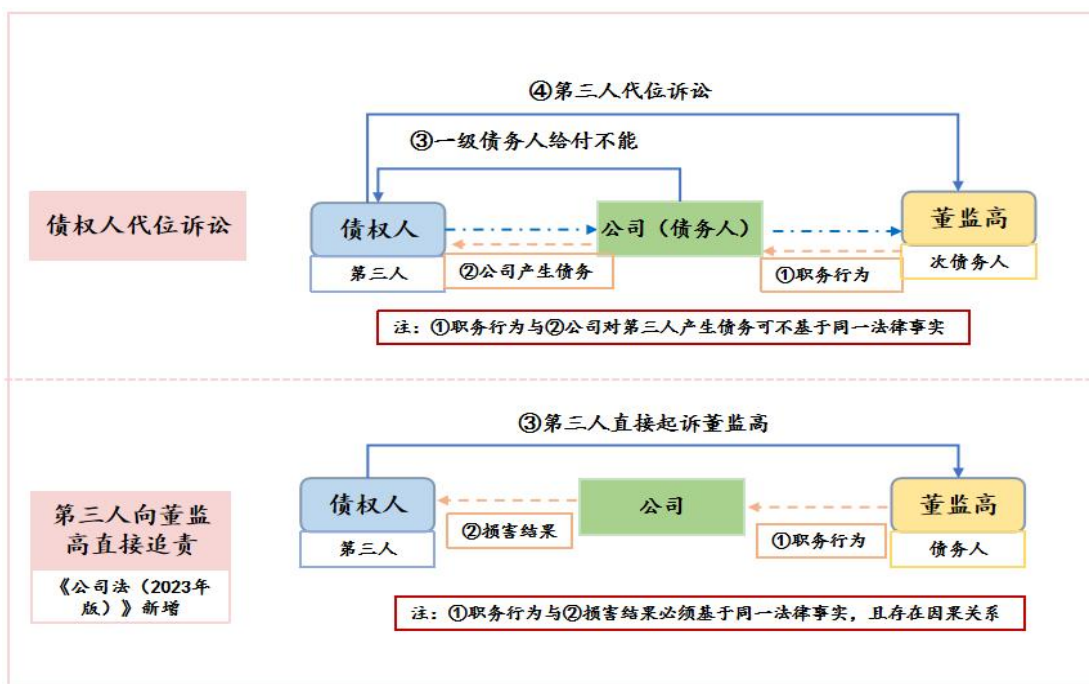 ④第三人代位诉讼
③一级债务人给付不能
债权人代位诉讼
债权人
第三人
②公司产生债务
公司（债务人）
①职务行为
董监高
次债务人
注：①职务行为与②公司对第三人产生债务可不基于同一法律事实
③第三人直接起诉董监高
第三人向董监
高直接追责
《公司法（2023年
版）》新增
债权人
第三人
②损害结果
公司
①职务行为
董监高
债务人
注：①职务行为与②损害结果必须基于同一法律事实，且存在因果关系